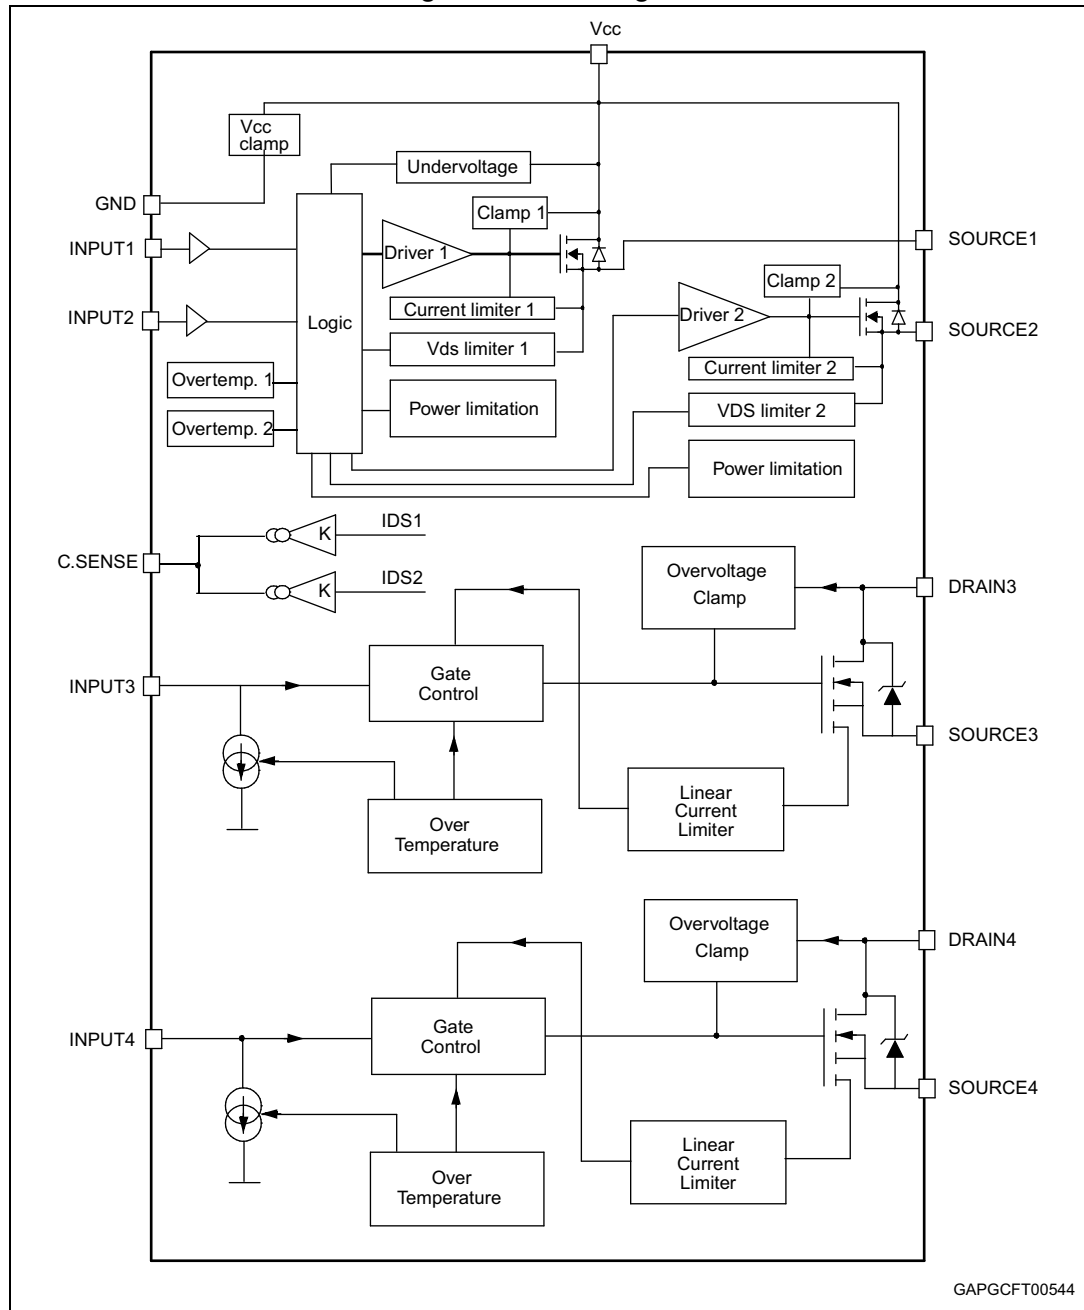 Vcc
Vcc
clamp
Undervoltage
GND
Clamp 1
INPUT1
Driver 1
SOURCE1
Clamp 2
INPUT2
Logic
Current limiter 1
Driver 2
SOURCE2
Vds limiter 1
Current limiter 2
Overtemp. 1
Power limitation
VDS limiter 2
Overtemp. 2
Power limitation
IDS1
K
C.SENSE
IDS2
K
Overvoltage
Clamp
DRAIN3
INPUT3
Gate
Control
SOURCE3
Linear
Current
Limiter
Over
Temperature
Overvoltage
Clamp
DRAIN4
INPUT4
Gate
Control
SOURCE4
Linear
Current
Limiter
Over
Temperature
GAPGCFT00544